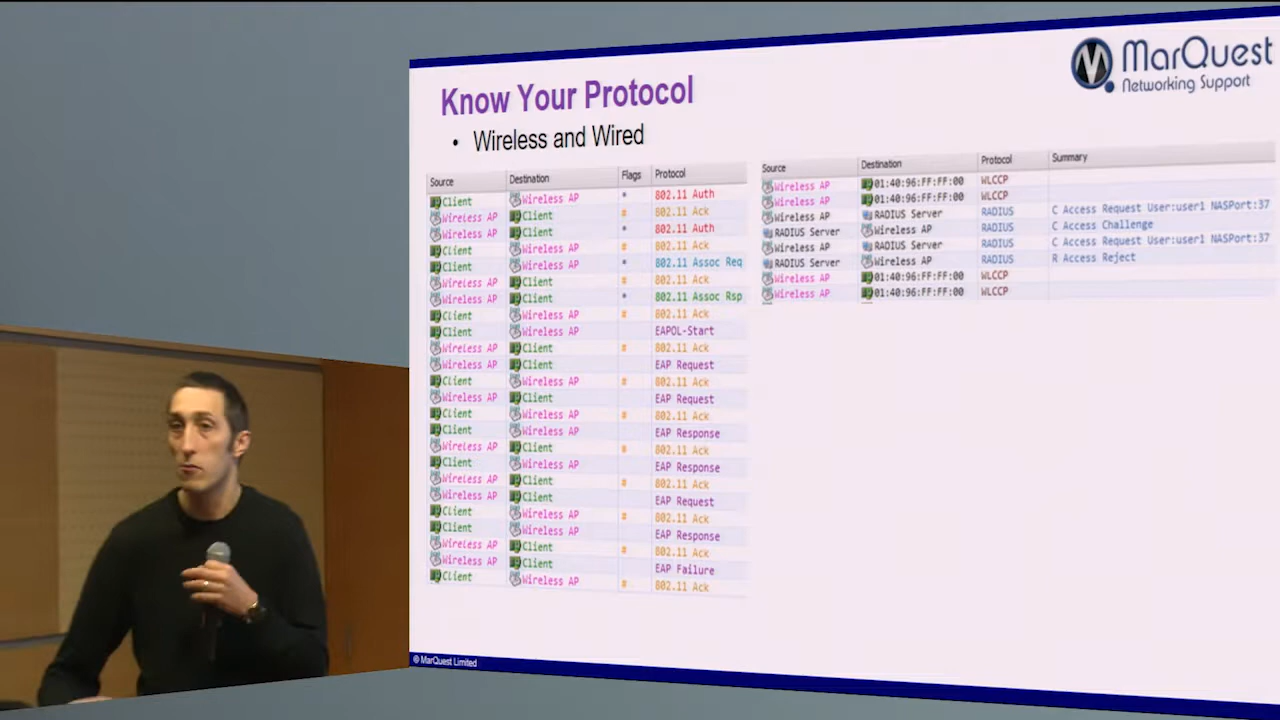 MarQuest
Networking Support
Know Your Protocol
• Wireless and Wired
Source Destination Flags Protocol
Client Wireless AP * 802.11 Auth
Wireless AP Client # 802.11 Ack
Wireless AP Client * 802.11 Auth
Client Wireless AP # 802.11 Ack
Client Wireless AP * 802.11 Assoc Req
Wireless AP Client # 802.11 Ack
Wireless AP Client * 802.11 Assoc Rsp
Client Wireless AP # 802.11 Ack
Client Wireless AP EAPOL-Start
Wireless AP Client # 802.11 Ack
Wireless AP Client EAP Request
Client Wireless AP # 802.11 Ack
Wireless AP Client EAP Request
Client Wireless AP # 802.11 Ack
Client Wireless AP EAP Response
Wireless AP Client # 802.11 Ack
Client Wireless AP EAP Response
Wireless AP Client # 802.11 Ack
Wireless AP Client EAP Request
Client Wireless AP # 802.11 Ack
Client Wireless AP EAP Response
Wireless AP Client # 802.11 Ack
Wireless AP Client EAP Failure
Client Wireless AP # 802.11 Ack
Source Destination Protocol Summary
Wireless AP 01:40:96:FF:FF:00 WLCCP
Wireless AP 01:40:96:FF:FF:00 WLCCP
Wireless AP RADIUS Server RADIUS C Access Request User:user1 NASPort:37
RADIUS Server Wireless AP RADIUS C Access Challenge
Wireless AP RADIUS Server RADIUS C Access Request User:user1 NASPort:37
RADIUS Server Wireless AP RADIUS R Access Reject
Wireless AP 01:40:96:FF:FF:00 WLCCP
Wireless AP 01:40:96:FF:FF:00 WLCCP
© MarQuest Limited